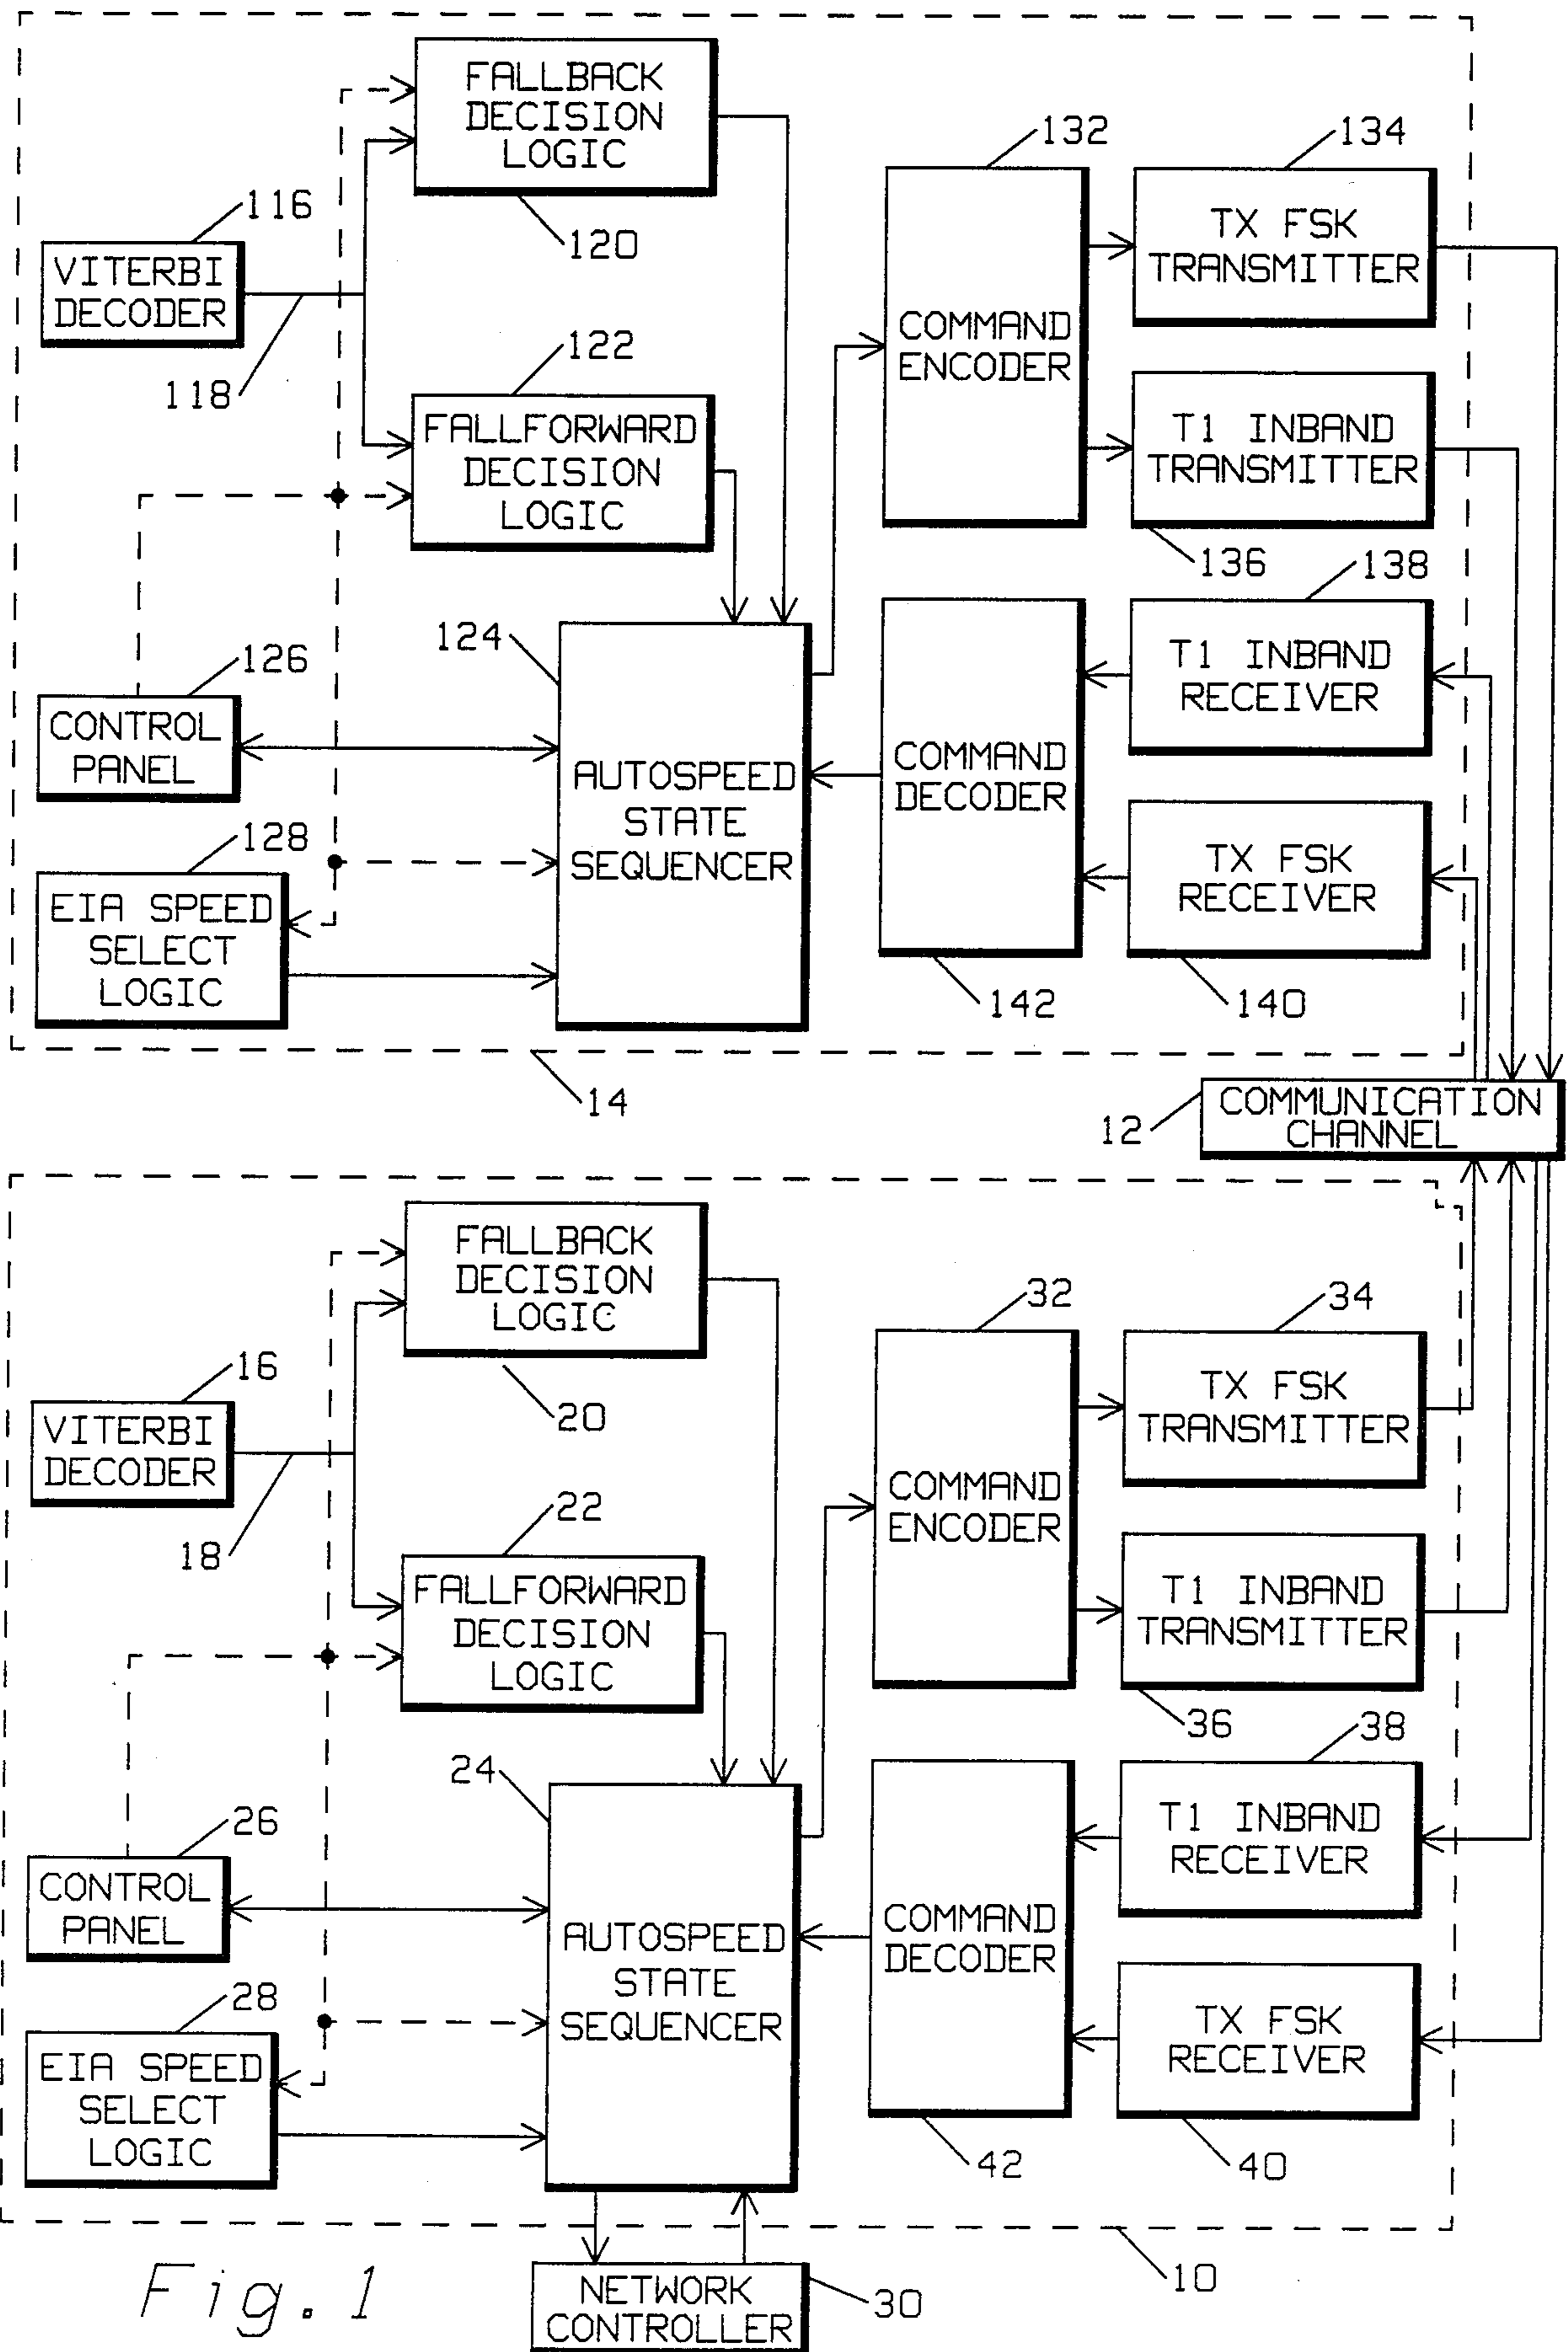 FALLBACK
DECISION
LOGIC
120
132
134
116
VITERBI
DECODER
118
TX FSK
TRANSMITTER
COMMAND
ENCODER
122
FALLFORWARD
DECISION
LOGIC
T1 INBAND
TRANSMITTER
136
138
124
126
CONTROL
PANEL
T1 INBAND
RECEIVER
AUTOSPEED
STATE
SEQUENCER
COMMAND
DECODER
128
EIA SPEED
SELECT
LOGIC
TX FSK
RECEIVER
142
140
14
12
COMMUNICATION
CHANNEL
FALLBACK
DECISION
LOGIC
20
32
34
16
VITERBI
DECODER
18
TX FSK
TRANSMITTER
COMMAND
ENCODER
22
FALLFORWARD
DECISION
LOGIC
T1 INBAND
TRANSMITTER
36
38
24
26
CONTROL
PANEL
T1 INBAND
RECEIVER
AUTOSPEED
STATE
SEQUENCER
COMMAND
DECODER
28
EIA SPEED
SELECT
LOGIC
TX FSK
RECEIVER
42
40
10
Fig. 1
NETWORK
CONTROLLER
30